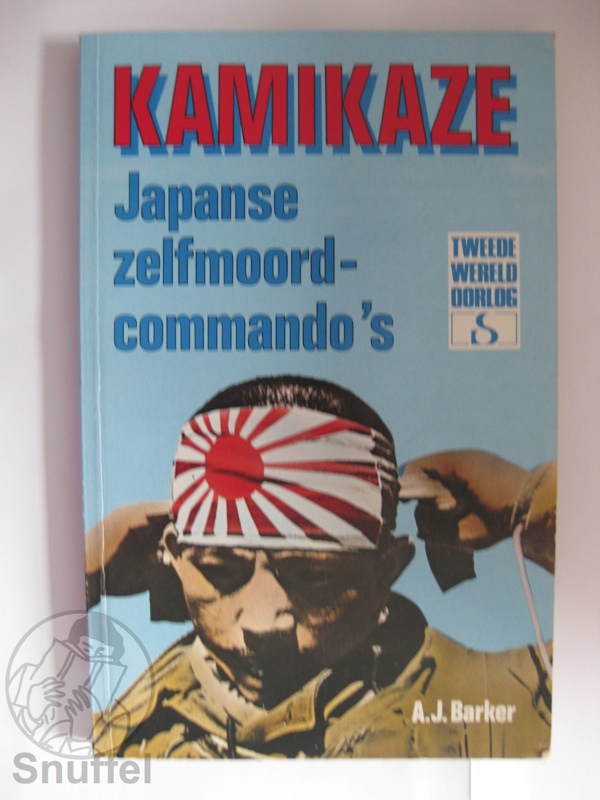 KAMIKAZE
Japanse
zelfmoord-
commando's
TWEEDE
WERELD
OORLOG
A.J. Barker
Snuffel